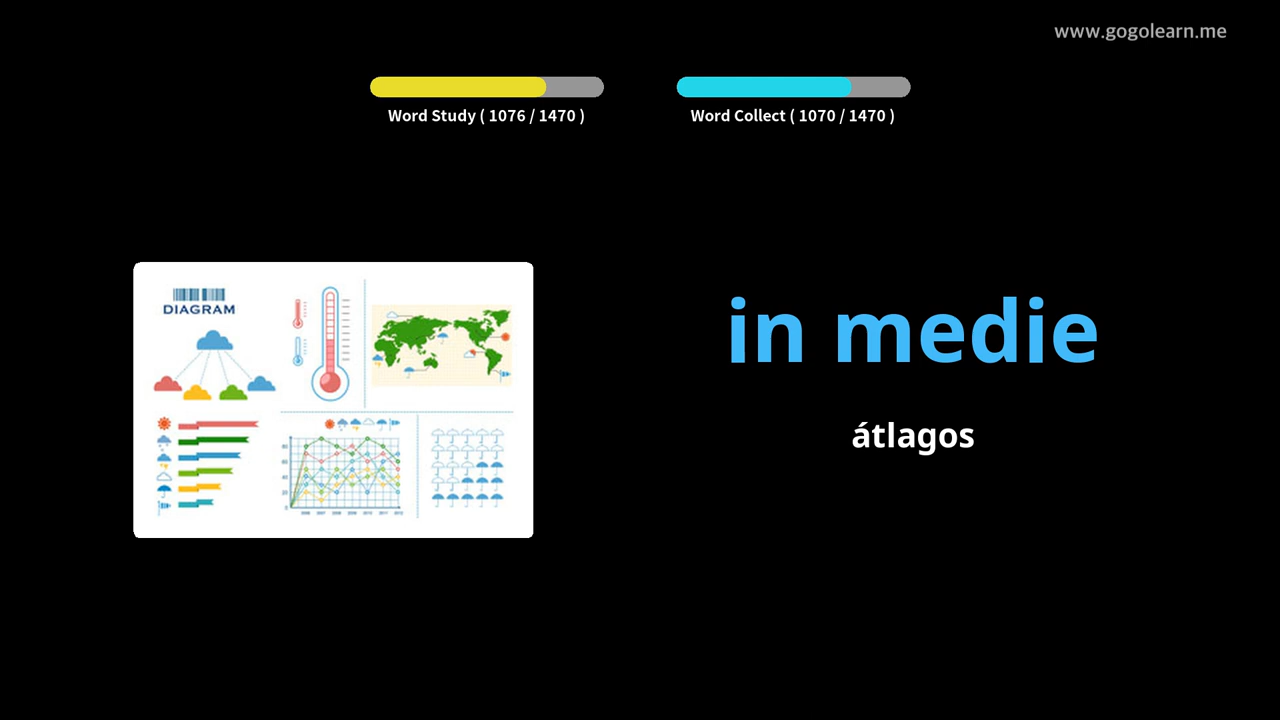 www.gogolearn.me
Word Study ( 1076 / 1470 )
Word Collect ( 1070 / 1470 )
DIAGRAM
in medie
átlagos